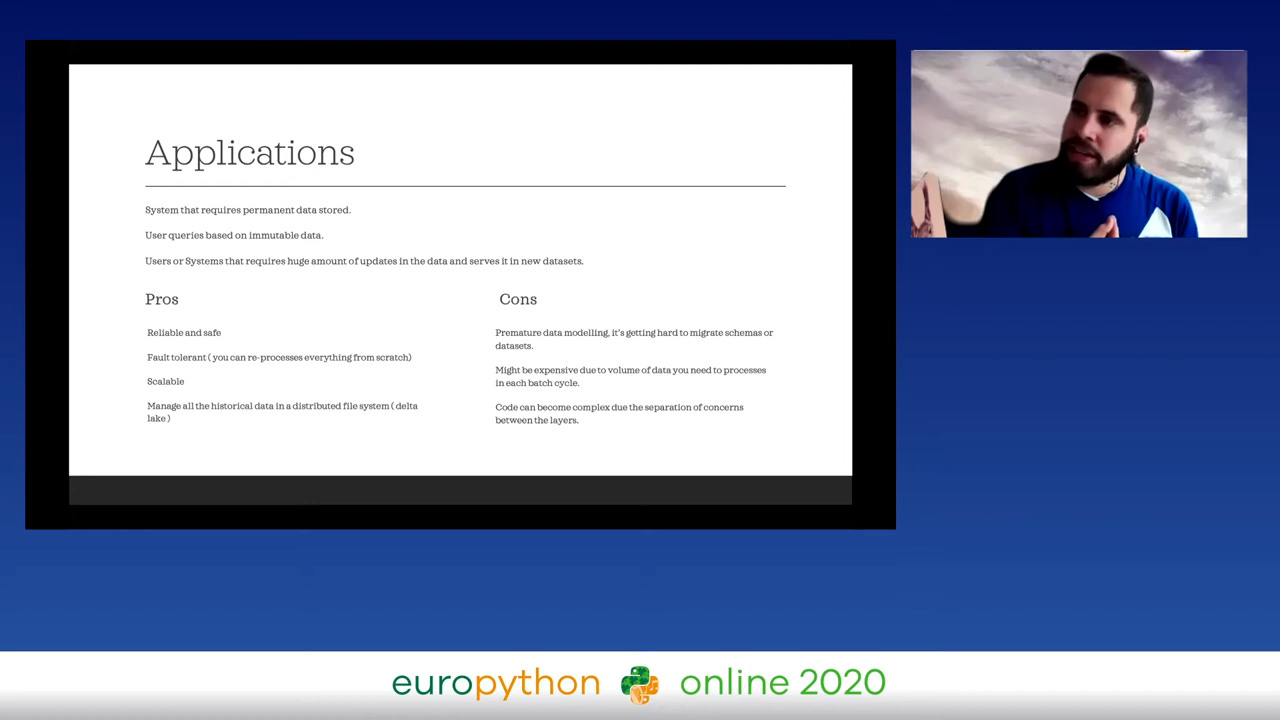 Applications
System that requires permanent data stored.
User queries based on immutable data.
Users or Systems that requires huge amount of updates in the data and serves it in new datasets.
Pros
Reliable and safe
Fault tolerant ( you can re-processes everything from scratch)
Scalable
Manage all the historical data in a distributed file system ( delta
lake )
Cons
Premature data modelling, it's getting hard to migrate schemas or
datasets.
Might be expensive due to volume of data you need to processes
in each batch cycle.
Code can become complex due the separation of concerns
between the layers.
europython online 2020